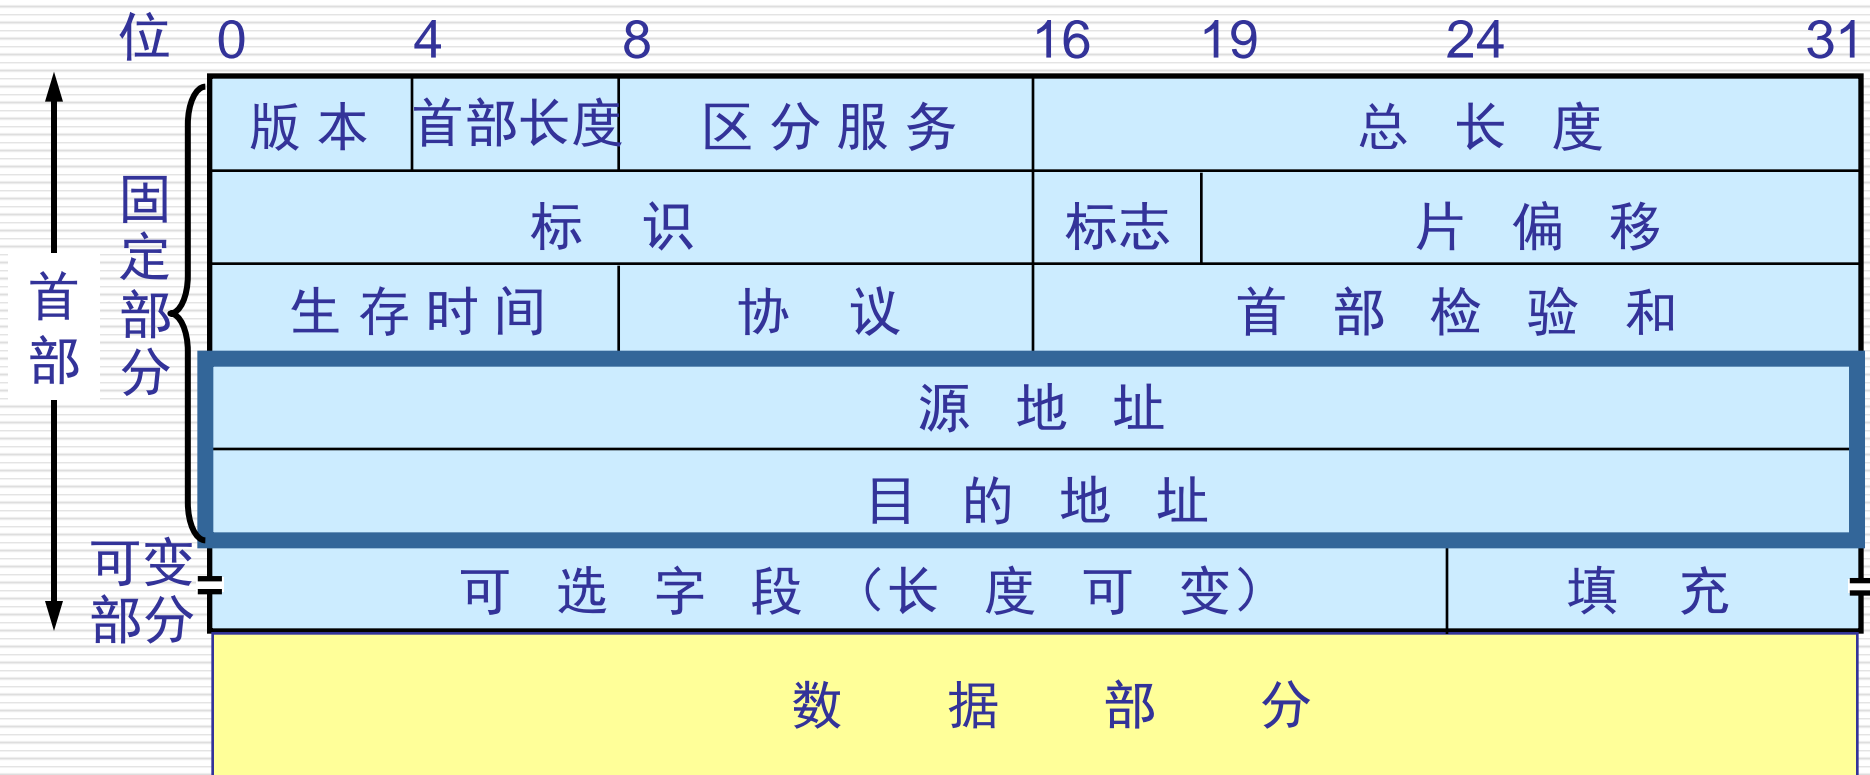 位 0 4 8 16 19 24 31
版本 首部长度 区分服务 总长度
标识 标志 片偏移
生存时间 协议 首部检验和
源地址
目的地址
可选字段（长度可变） 填充
数据部分
首部
固定部分
可变
部分